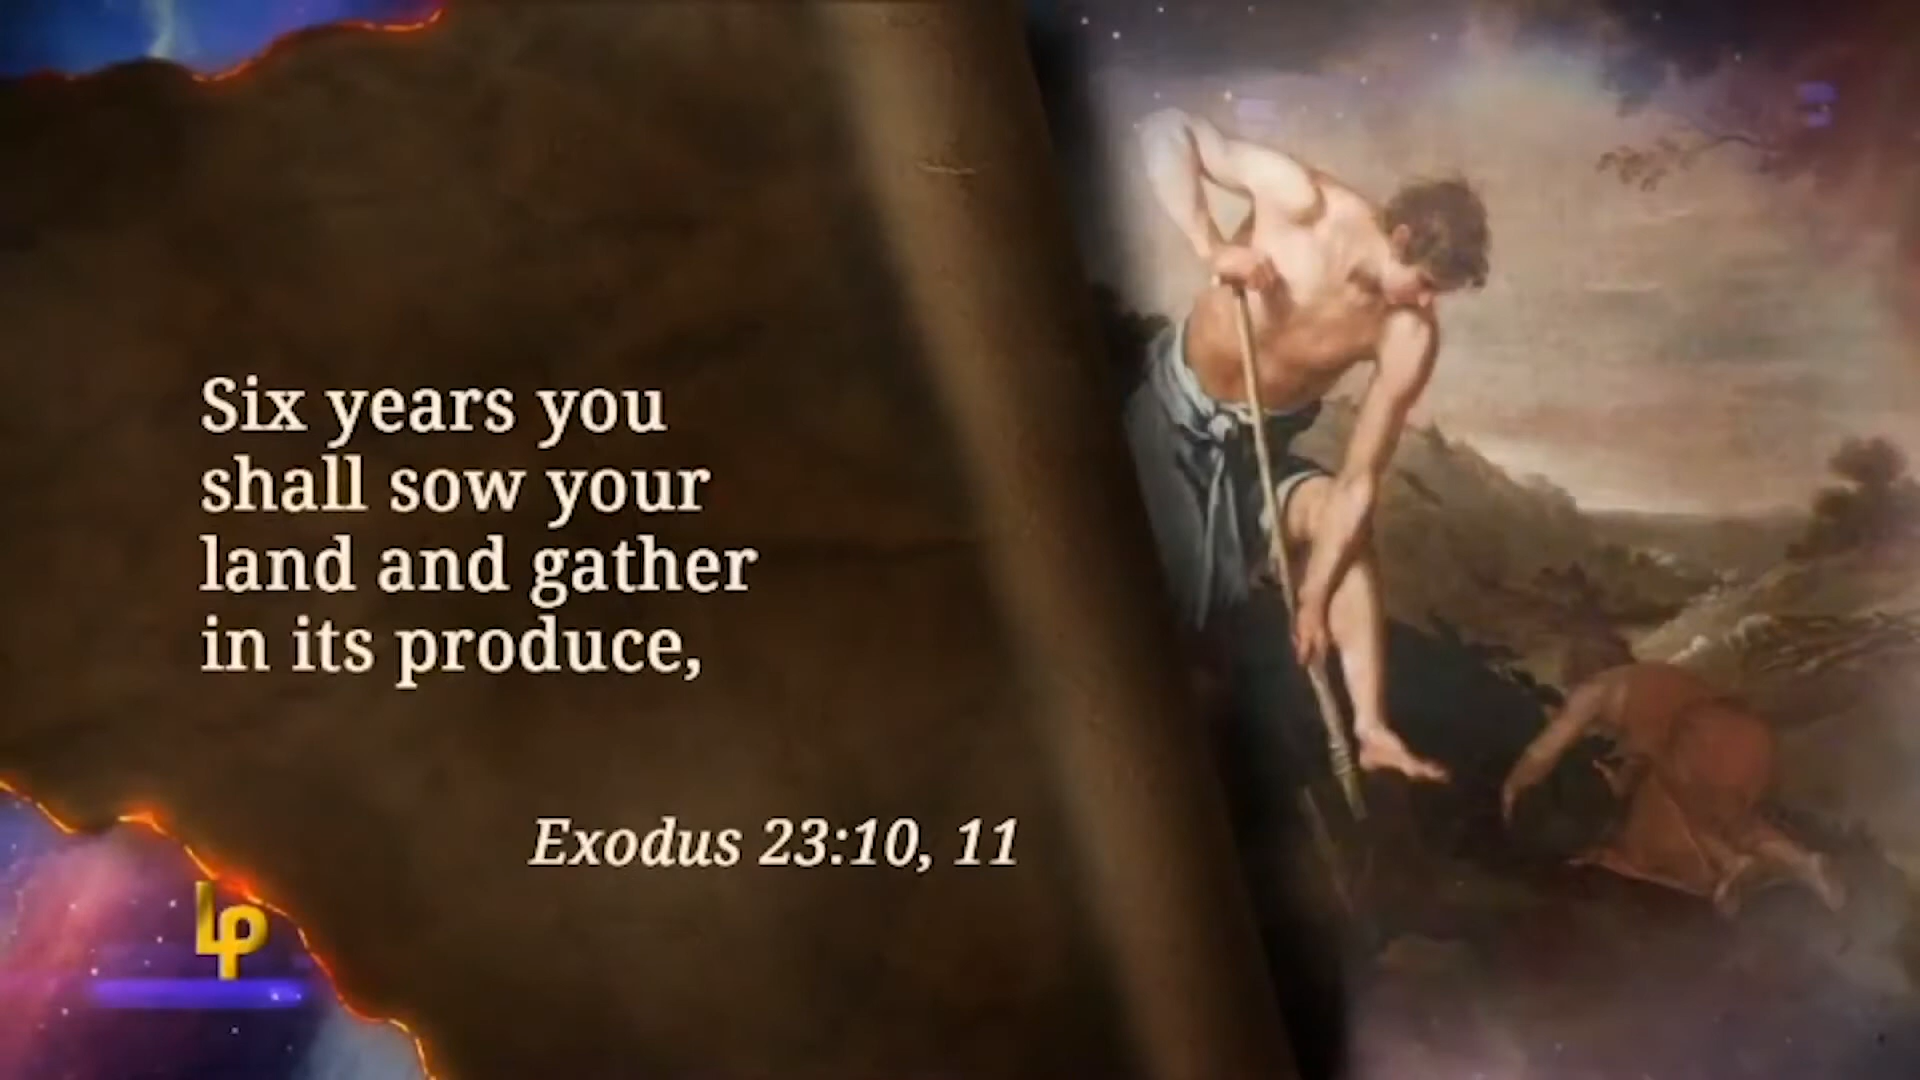 Six years you
shall sow your
land and gather
in its produce,
Exodus 23:10, 11
LP